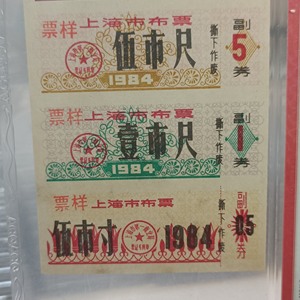 票样 上海市布票 副
伍市尺 5
1984 券
撕下作废
票样 上海市布票 副
壹市尺 1
1984 券
撕下作废
票样 上海市布票 副
伍市寸 1984 0.5
券
撕下作废